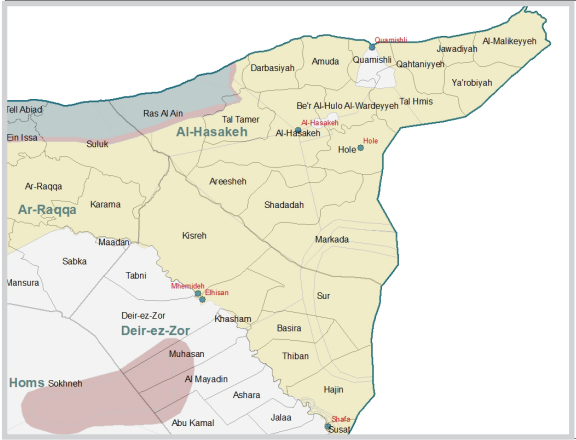 Quamishli
Al-Malikeyyeh
Jawadiyah
Amuda
Quamishli
Qahtaniyyeh
Darbasiyah
Ya'robiyah
Be'r Al-Hulo Al-Wardeyyeh
Tal Hmis
Tell Abiad
Ras Al Ain
Tal Tamer
Al-Hasakeh
Al-Hasakeh
Al-Hasakeh
Ein Issa
Suluk
Hole
Hole
Areesheh
Ar-Raqqa
Karama
Shadadah
Ar-Raqqa
Kisreh
Markada
Maadan
Sabka
Tabni
Mansura
Mhemideh
Elhisan
Sur
Deir-ez-Zor
Khasham
Deir-ez-Zor
Basira
Muhasan
Thiban
Al Mayadin
Homs
Sokhneh
Hajin
Ashara
Abu Kamal
Jalaa
Shafa
Susat